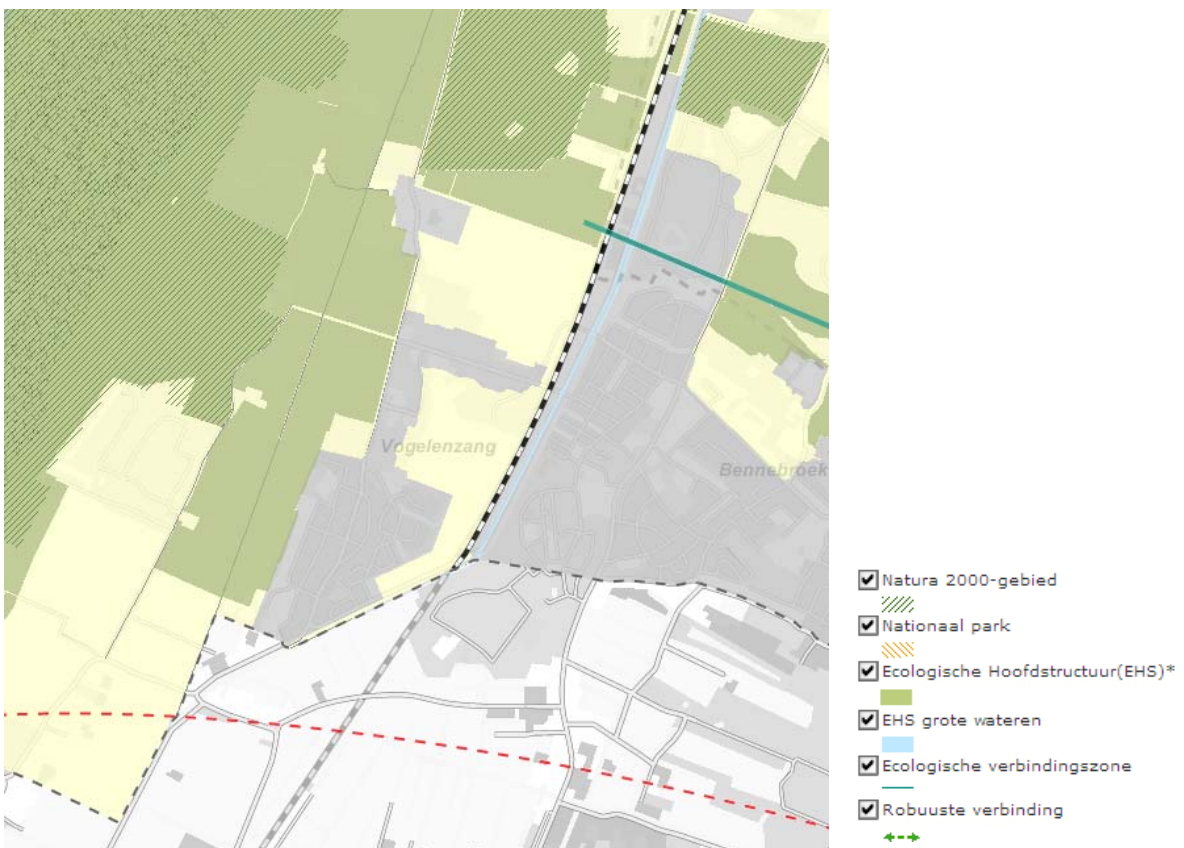 Vogelenzang
Bennebroek
Natura 2000-gebied
Nationaal park
Ecologische Hoofdstructuur(EHS)*
EHS grote wateren
Ecologische verbindingszone
Robuuste verbinding